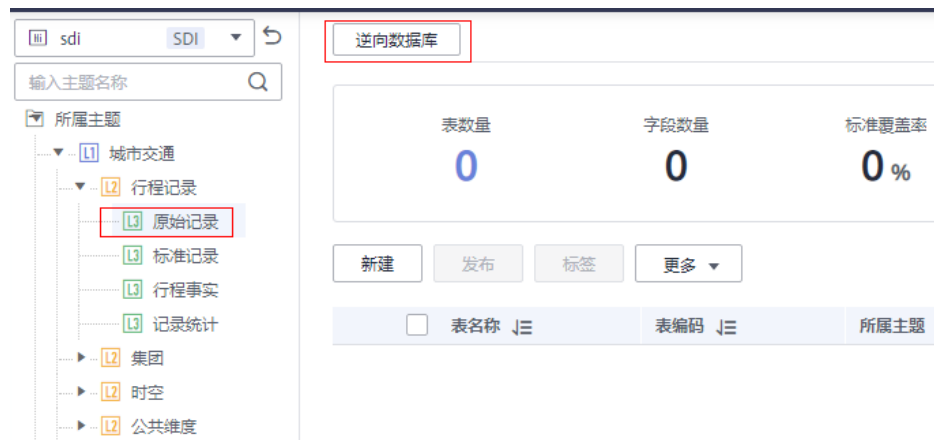 sdi SDI
输入主题名称
所属主题
L1 城市交通
L2 行程记录
L3 原始记录
L3 标准记录
L3 行程事实
L3 记录统计
L2 集团
L2 时空
L2 公共维度
逆向数据库
表数量 字段数量 标准覆盖率
0 0 0 %
新建 发布 标签 更多
表名称 表编码 所属主题